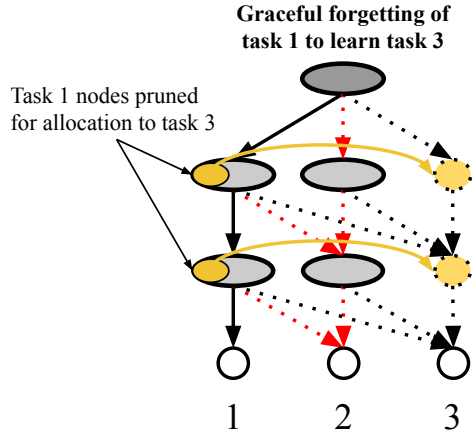 Graceful forgetting of
task 1 to learn task 3
Task 1 nodes pruned
for allocation to task 3
1 2 3